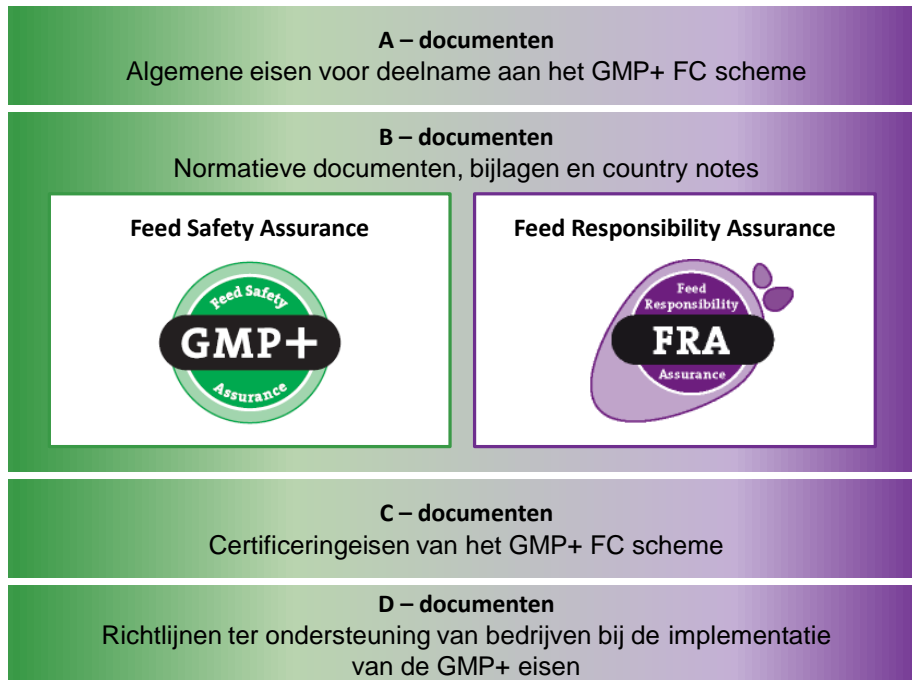 A – documenten
Algemene eisen voor deelname aan het GMP+ FC scheme
B – documenten
Normatieve documenten, bijlagen en country notes
Feed Safety Assurance
Feed Safety
GMP+
Assurance
Feed Responsibility Assurance
Feed
Responsibility
FRA
Assurance
C – documenten
Certificeringeisen van het GMP+ FC scheme
D – documenten
Richtlijnen ter ondersteuning van bedrijven bij de implementatie
van de GMP+ eisen